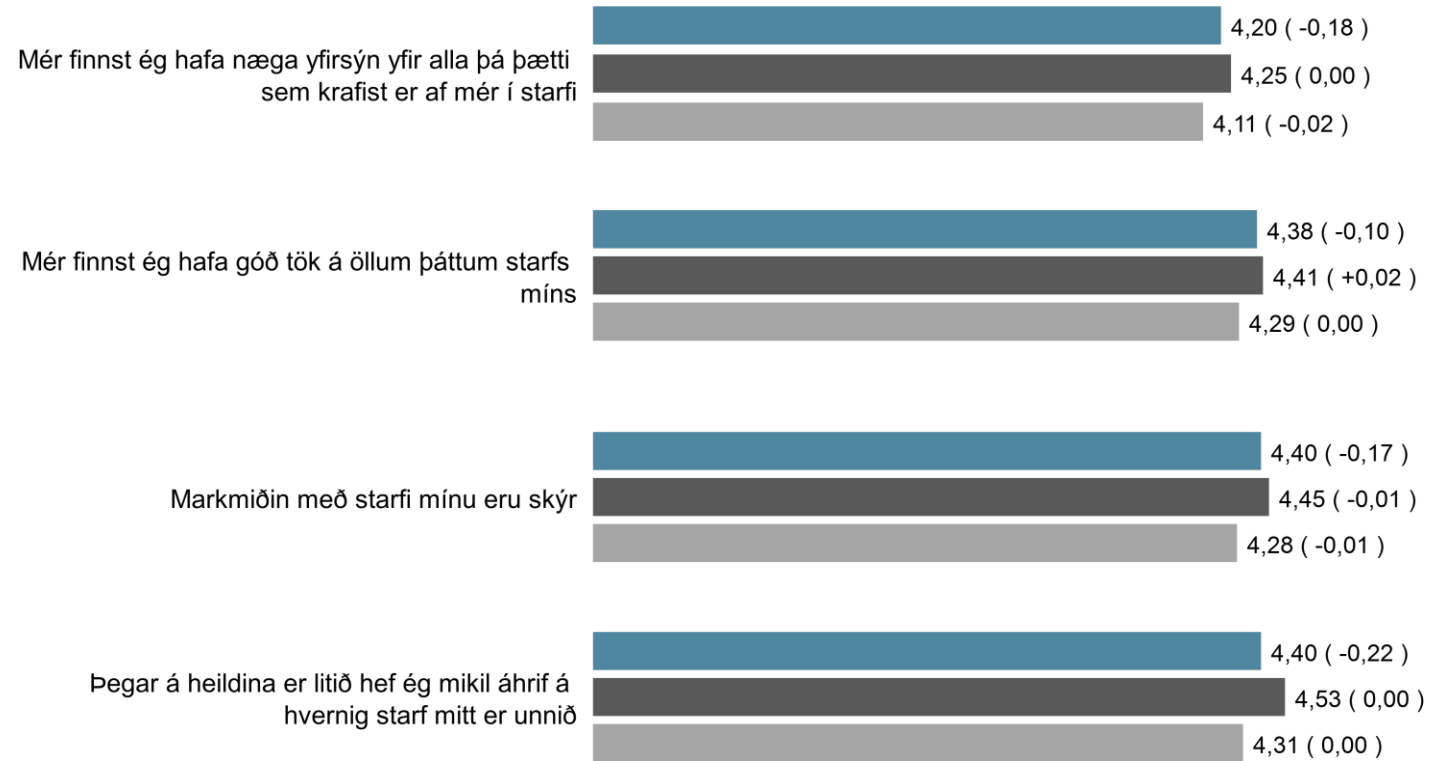 4,20 ( -0,18 )
Mér finnst ég hafa næga yfirsýn yfir alla þá þætti
sem krafist er af mér í starfi
4,25 ( 0,00 )
4,11 ( -0,02 )
4,38 ( -0,10 )
Mér finnst ég hafa góð tök á öllum þáttum starfs
míns
4,41 ( +0,02 )
4,29 ( 0,00 )
4,40 ( -0,17 )
Markmiðin með starfi mínu eru skýr
4,45 ( -0,01 )
4,28 ( -0,01 )
4,40 ( -0,22 )
Þegar á heildina er litið hef ég mikil áhrif á
hvernig starf mitt er unnið
4,53 ( 0,00 )
4,31 ( 0,00 )